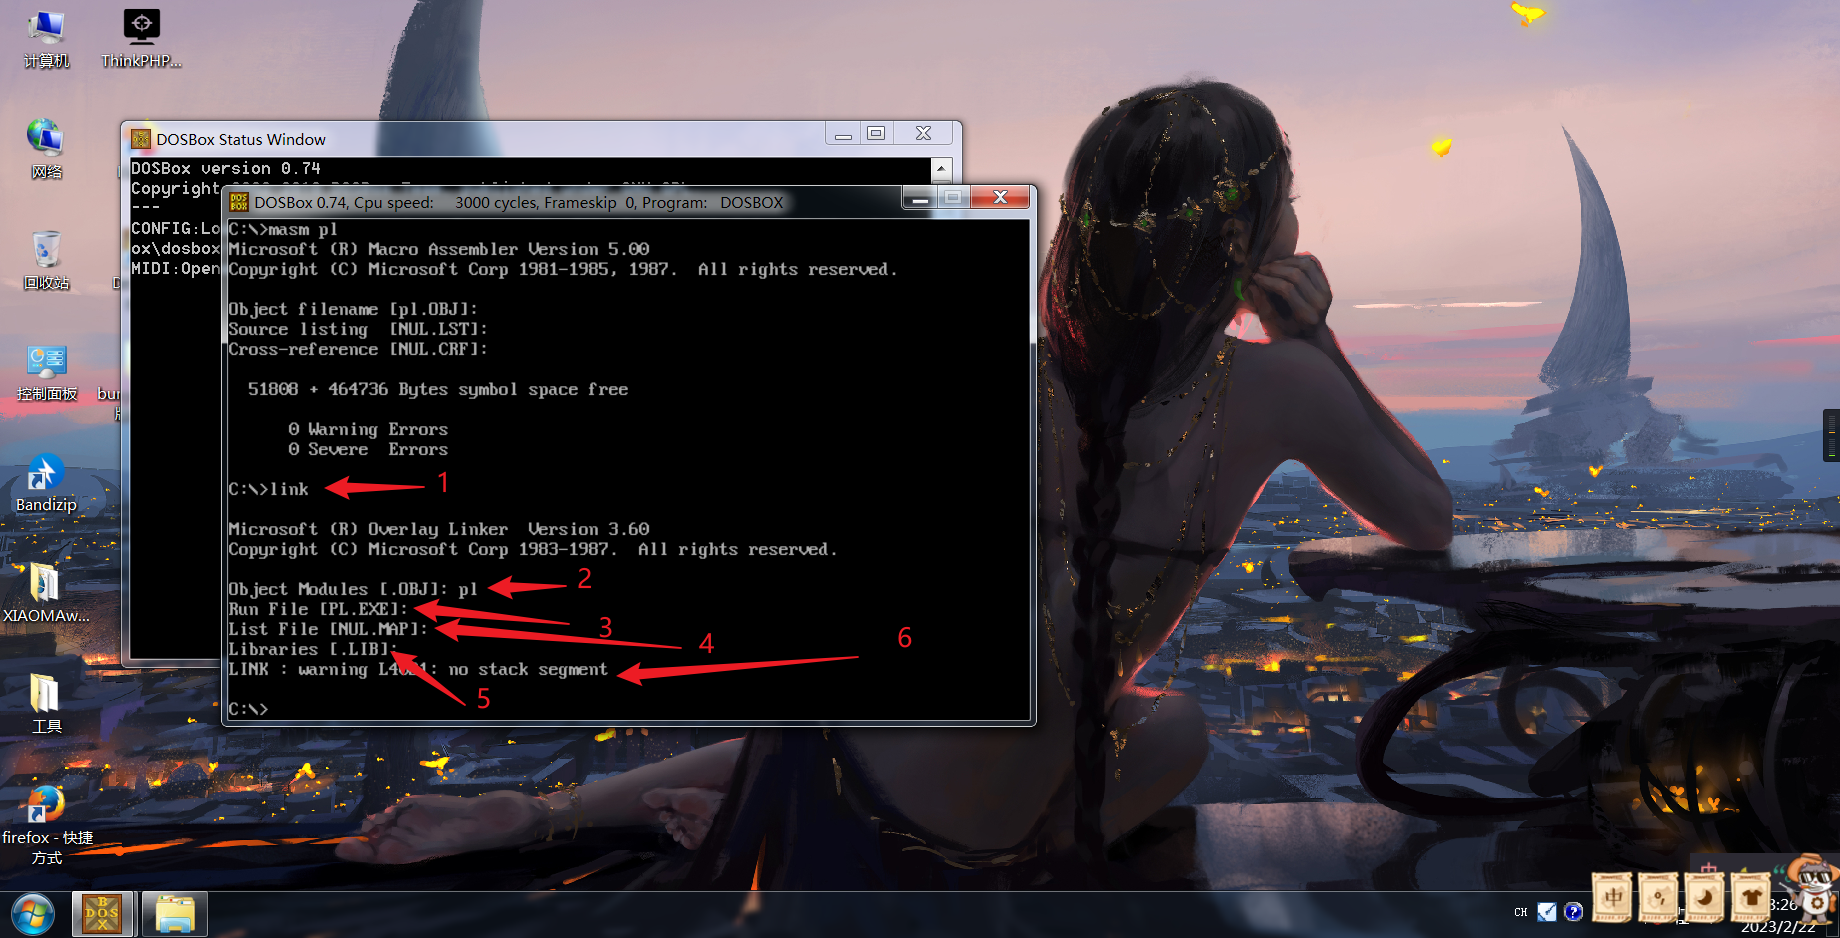 计算机
ThinkPHP...
网络
回收站
控制面板
Bandizip
XIAOMAw...
工具
firefox - 快捷
方式
DOSBox Status Window
DOSBox version 0.74
Copyright
---
CONFIG:Lo
ox\dosbox
MIDI:Open
DOSBox 0.74, Cpu speed: 3000 cycles, Frameskip 0, Program: DOSBOX
C:\>masm pl
Microsoft (R) Macro Assembler Version 5.00
Copyright (C) Microsoft Corp 1981-1985, 1987. All rights reserved.
Object filename [pl.OBJ]:
Source listing [NUL.LST]:
Cross-reference [NUL.CRF]:
51808 + 464736 Bytes symbol space free
0 Warning Errors
0 Severe Errors
C:\>link
1
Microsoft (R) Overlay Linker Version 3.60
Copyright (C) Microsoft Corp 1983-1987. All rights reserved.
Object Modules [.OBJ]: pl
2
Run File [PL.EXE]:
3
List File [NUL.MAP]:
4
Libraries [.LIB]:
5
LINK : warning : no stack segment
6
C:\>
CH
中
2023/2/22